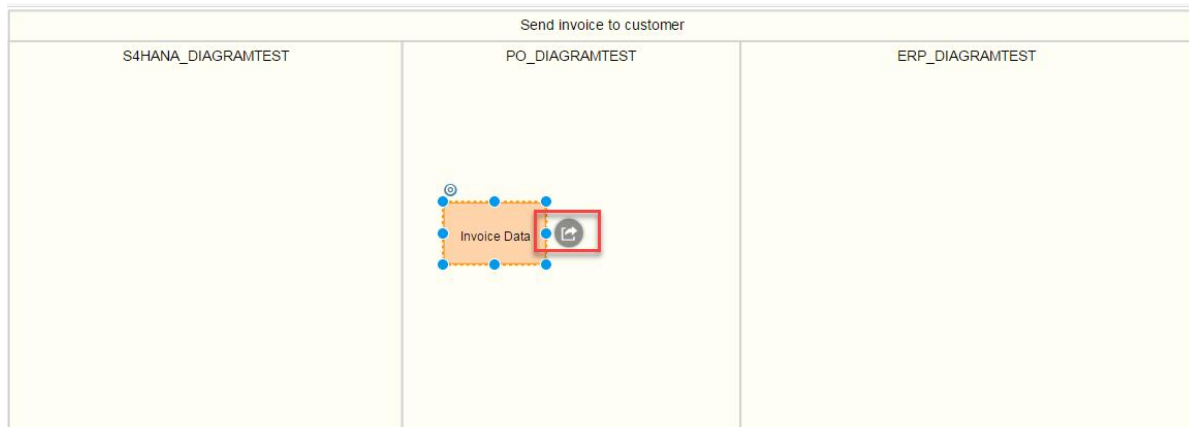 Send invoice to customer
S4HANA_DIAGRAMTEST
PO_DIAGRAMTEST
ERP_DIAGRAMTEST
Invoice Data